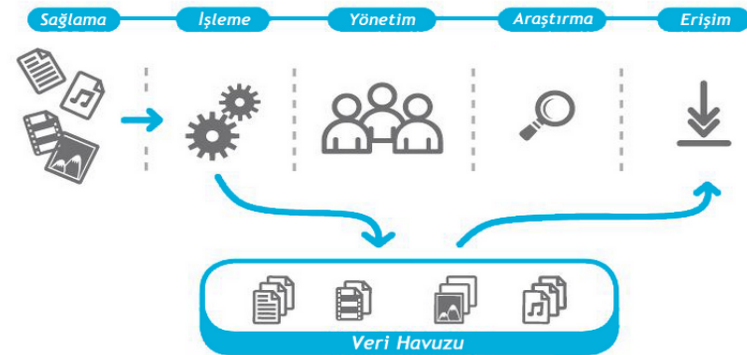 Sağlama
İşleme
Yönetim
Araştırma
Erişim
Veri Havuzu